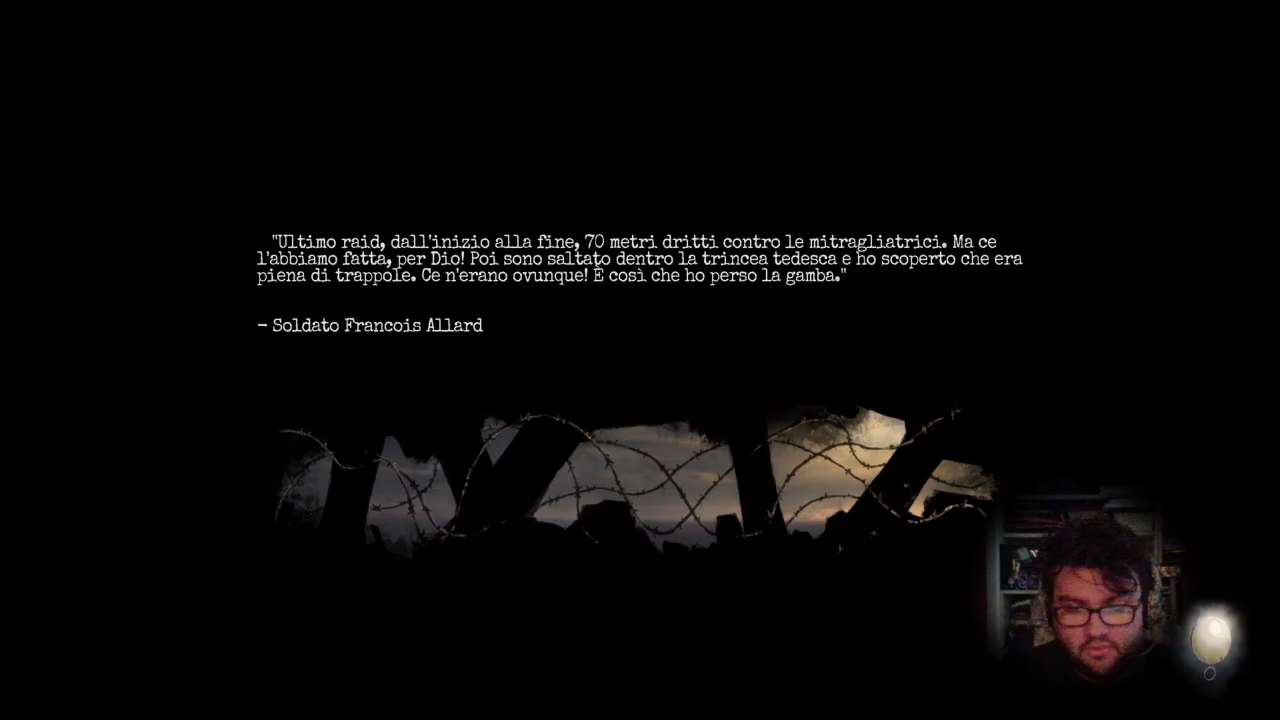 "Ultimo raid, dall'inizio alla fine, 70 metri dritti contro le mitragliatrici. Ma ce
l'abbiamo fatta, per Dio! Poi sono saltato dentro la trincea tedesca e ho scoperto che era
piena di trappole. Ce n'erano ovunque! È così che ho perso la gamba."
- Soldato Francois Allard